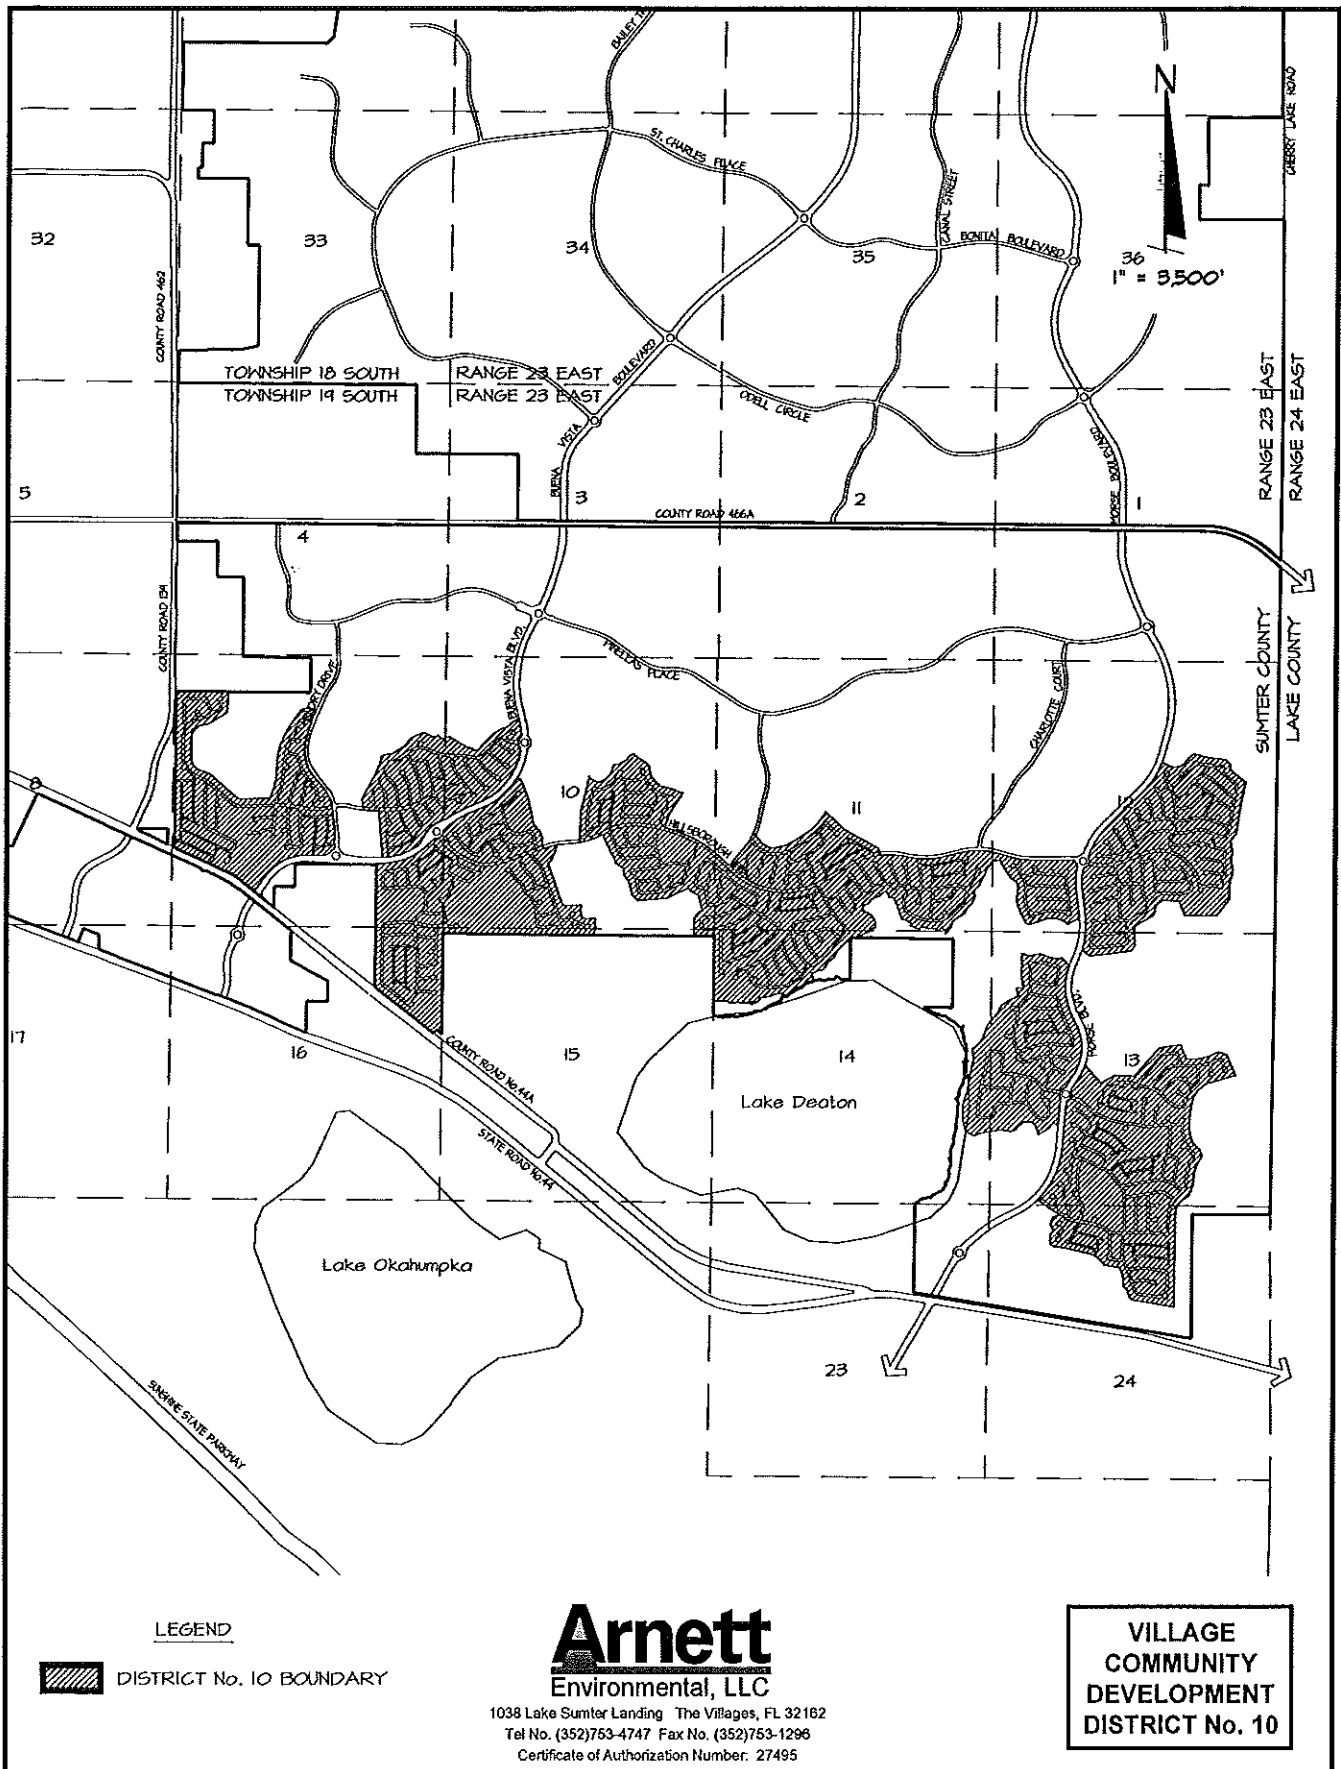 BAILEY
N
CHERRY LAKE ROAD
ST. CHARLES PLACE
CANAL STREET
32
33
34
35
BONITA BOULEVARD
36
1" = 3,500'
COUNTY ROAD 462
TOWNSHIP 18 SOUTH
RANGE 23 EAST
TOWNSHIP 19 SOUTH
RANGE 23 EAST
BUENA VISTA BOULEVARD
ODELL CIRCLE
RANGE 23 EAST
RANGE 24 EAST
MORSE BOULEVARD
5
4
3
2
1
COUNTY ROAD 466A
COUNTY ROAD 134
PINELLAS PLACE
BUENA VISTA BLVD.
CHARLOTTE COURT
SUMTER COUNTY
LAKE COUNTY
DRIVE
10
11
12
HILLSBOROUGH
MORSE BLVD.
17
16
15
14
13
COUNTY ROAD No.44A
STATE ROAD No.44
Lake Deaton
Lake Okahumpka
23
24
SUNSHINE STATE PARKWAY
LEGEND
DISTRICT No. 10 BOUNDARY
Arnett
Environmental, LLC
1038 Lake Sumter Landing The Villages, FL 32162
Tel No. (352)753-4747 Fax No. (352)753-1296
Certificate of Authorization Number: 27495
VILLAGE
COMMUNITY
DEVELOPMENT
DISTRICT No. 10